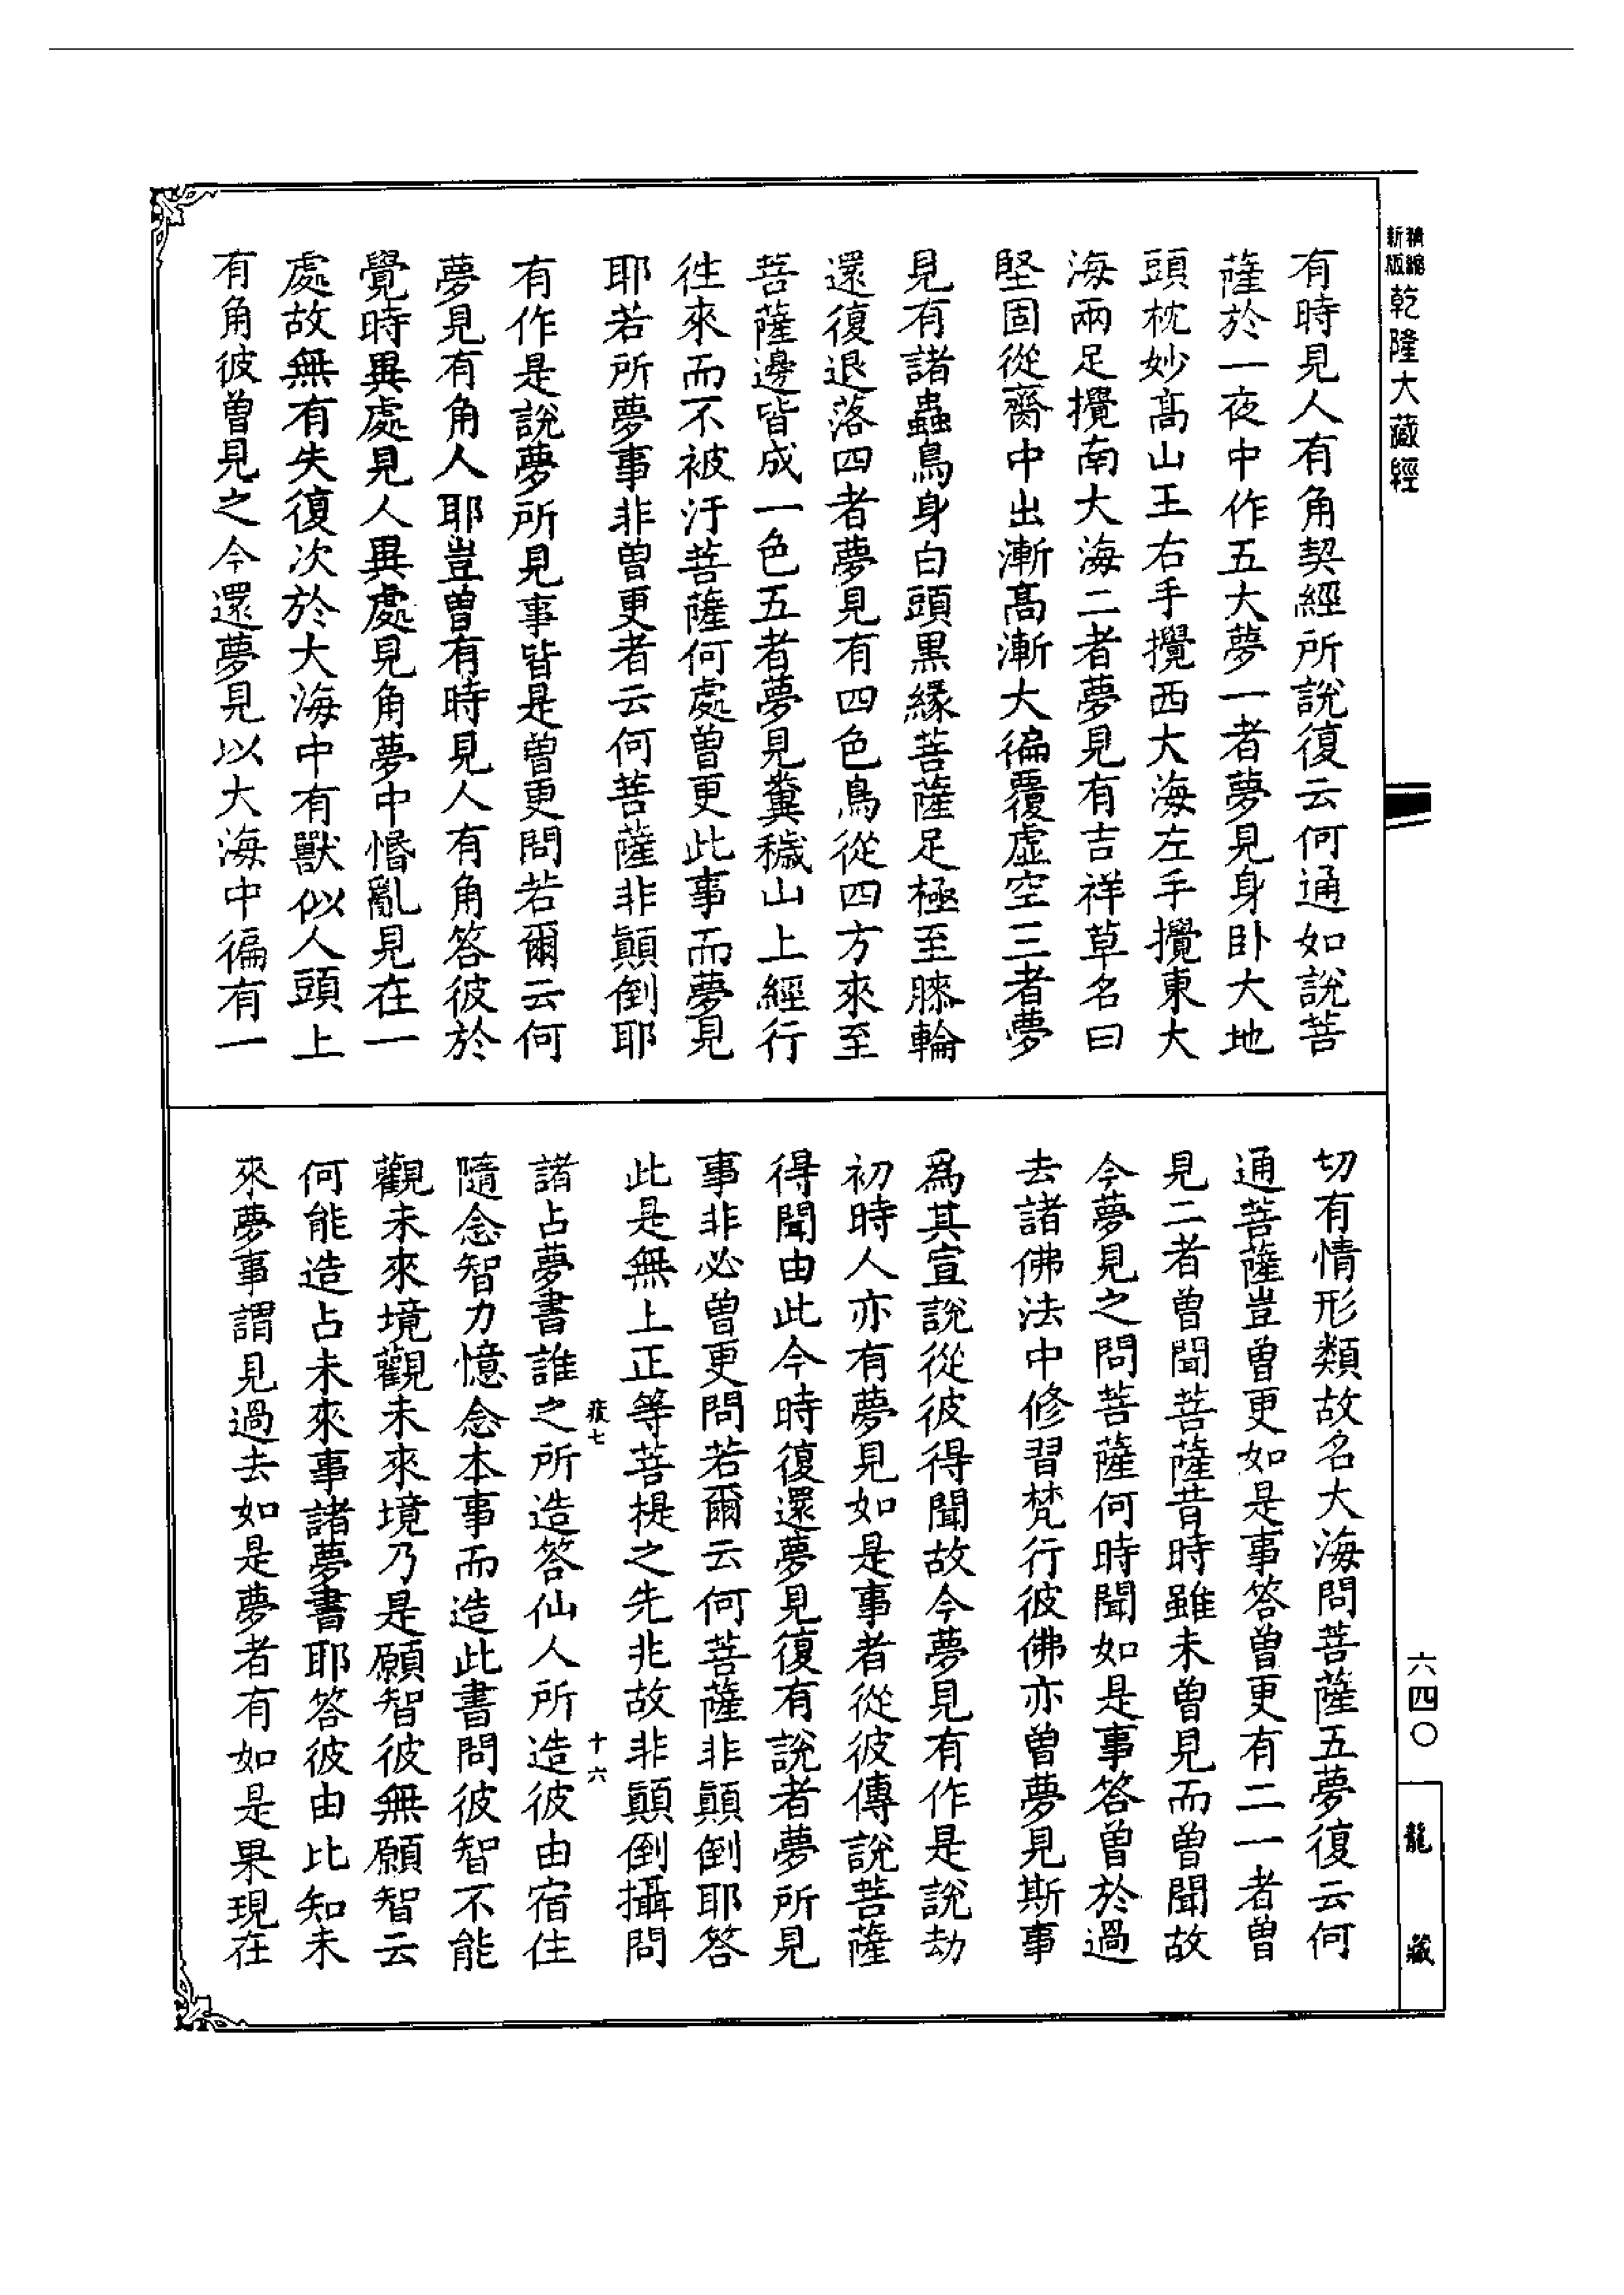 精縮新版乾隆大藏經
有時見人有角契經所說復云何通如說菩
薩於一夜中作五大夢一者夢見身卧大地
頭枕妙高山王右手攪西大海左手攪東大
海兩足攪南大海二者夢見有吉祥草名曰
堅固從齎中出漸高漸大徧覆虛空三者夢
見有諸蟲鳥身白頭黒緣菩薩足極至膝輪
還復退落四者夢見有四色鳥從四方來至
菩薩邊皆成一色五者夢見糞穢山上經行
徃來而不被汙菩薩何處曾更此事而夢見
耶若所夢事非曾更者云何菩薩非顛倒耶
有作是說夢所見事皆是曾更問若爾云何
夢見有角人耶豈曾有時見人有角答彼於
覺時異處見人異處見角夢中惛亂見在一
處故無有失復次於大海中有獸似人頭上
有角彼曾見之今還夢見以大海中徧有一
切有情形類故名大海問菩薩五夢復云何
通菩薩豈曾更如是事答曾更有二一者曾
見二者曾聞菩薩昔時雖未曾見而曾聞故
今夢見之問菩薩何時聞如是事答曾於過
去諸佛法中修習梵行彼佛亦曾夢見斯事
爲其宣說從彼得聞故今夢見有作是說劫
初時人亦有夢見如是事者從彼傳說菩薩
得聞由此今時復還夢見復有說者夢所見
事非必曾更問若爾云何菩薩非顛倒耶答
此是無上正等菩提之先兆故非顛倒攝問
諸占夢書誰之所造答仙人所造彼由宿住
隨念智力憶念本事而造此書問彼智不能
觀未來境觀未來境乃是願智彼無願智云
何能造占未來事諸夢書耶答彼由比知未
來夢事謂見過去如是夢者有如是果現在
十六
六四〇
龍藏